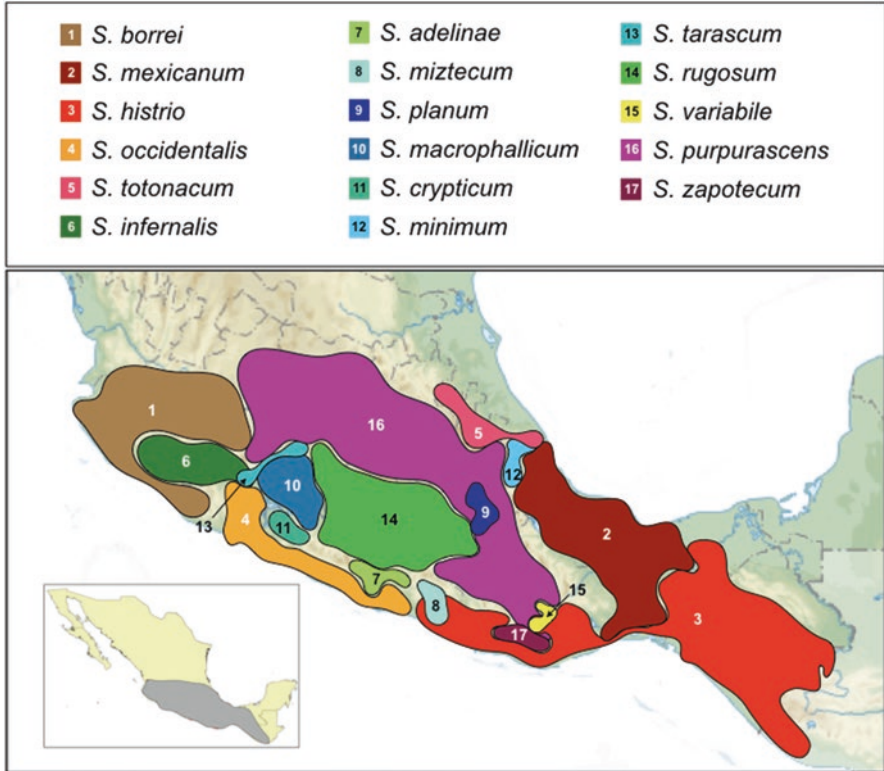 1 S. borrei
2 S. mexicanum
3 S. histrio
4 S. occidentalis
5 S. totonacum
6 S. infernalis
7 S. adelinae
8 S. miztecum
9 S. planum
10 S. macrophallicum
11 S. crypticum
12 S. minimum
13 S. tarascum
14 S. rugosum
15 S. variabile
16 S. purpurascens
17 S. zapotecum
1
16
5
6
12
10
13
4
11
14
9
2
7
8
15
17
3